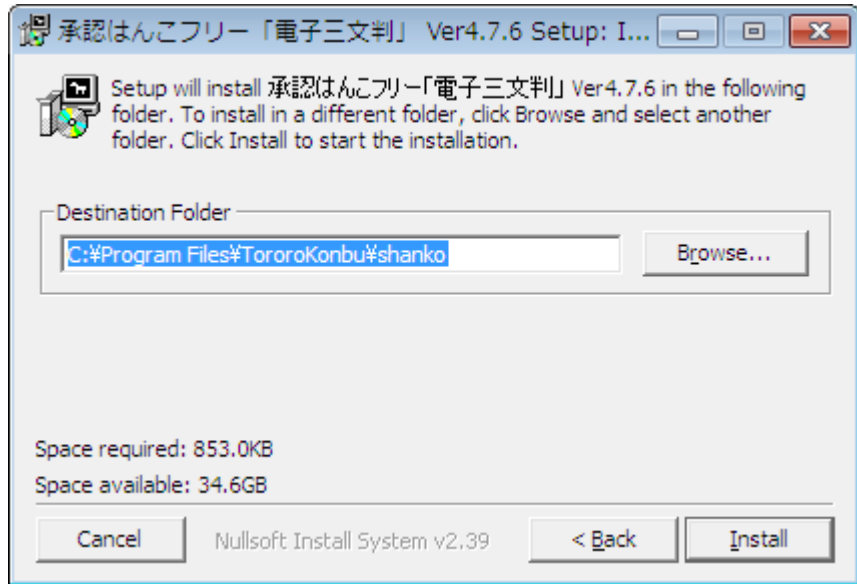 承認はんこフリー「電子三文判」 Ver4.7.6 Setup: I...
Setup will install 承認はんこフリー「電子三文判」 Ver4.7.6 in the following
folder. To install in a different folder, click Browse and select another
folder. Click Install to start the installation.
Destination Folder
C:¥Program Files¥TororoKonbu¥shanko
Browse...
Space required: 853.0KB
Space available: 34.6GB
Cancel
Nullsoft Install System v2.39
< Back
Install